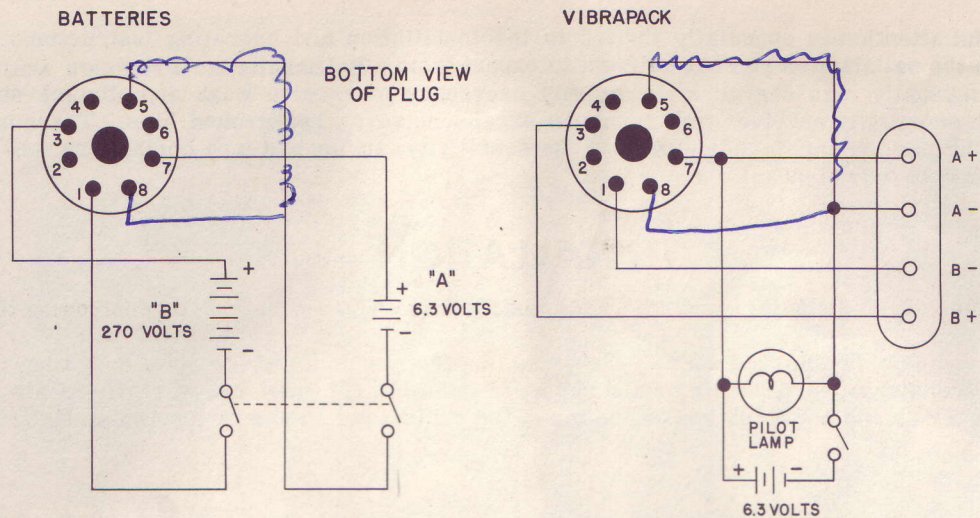 BATTERIES
BOTTOM VIEW
OF PLUG
4
5
3
6
2
7
1
8
+
"B"
270 VOLTS
-
+
"A"
6.3 VOLTS
-
VIBRAPACK
4
5
3
6
2
7
1
8
A +
A -
B -
B +
PILOT
LAMP
+
-
6.3 VOLTS